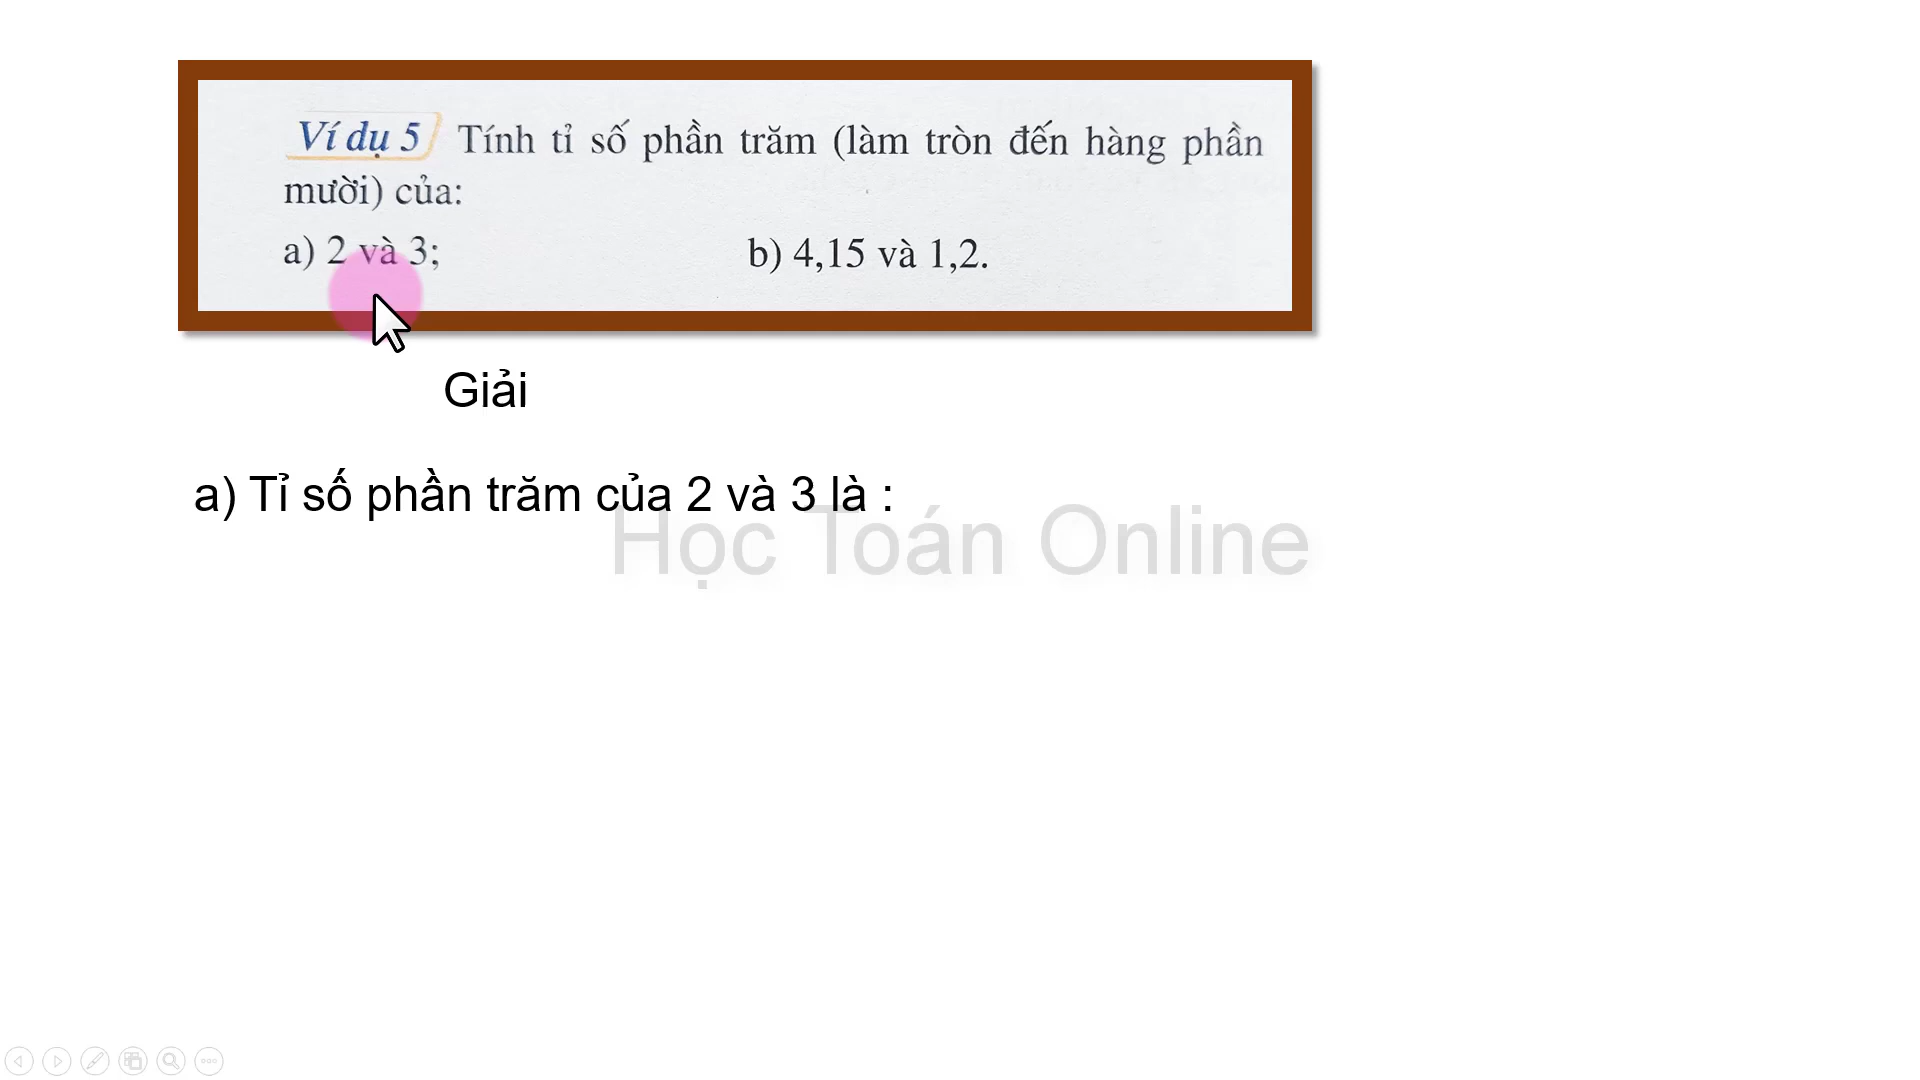 Ví dụ 5 Tính tỉ số phần trăm (làm tròn đến hàng phần
mười) của:
a) 2 và 3; b) 4,15 và 1,2.
Giải
a) Tỉ số phần trăm của 2 và 3 là :
Học Toán Online